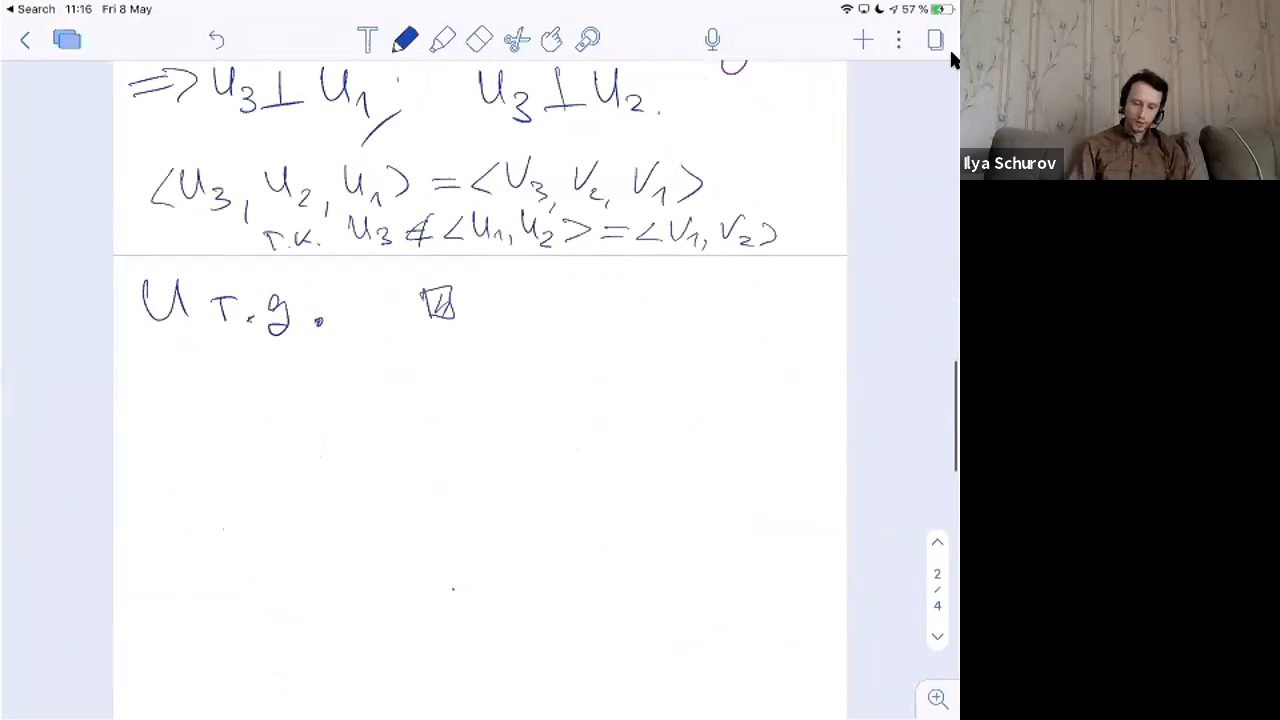 Search 11:16 Fri 8 May 57 %
=> u₃ ⊥ u₁; u₃ ⊥ u₂.
<u₃, u₂, u₁> = <v₃, v₂, v₁>
т.к. u₃ ∉ <u₁, u₂> = <v₁, v₂>
И т.д.
Ilya Schurov
2
/
4